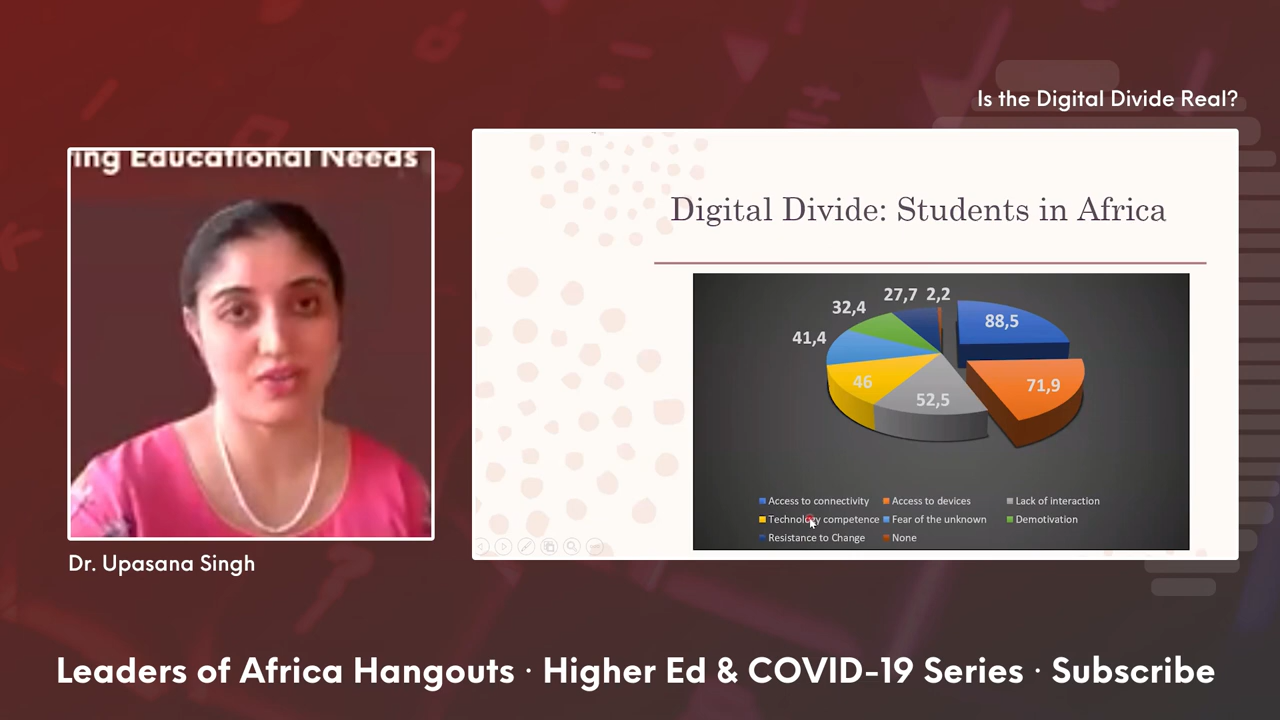 Is the Digital Divide Real?
ing Educational Needs
Digital Divide: Students in Africa
27,7 2,2
32,4
88,5
41,4
46
71,9
52,5
Access to connectivity Access to devices Lack of interaction
Technology competence Fear of the unknown Demotivation
Resistance to Change None
Dr. Upasana Singh
Leaders of Africa Hangouts · Higher Ed & COVID-19 Series · Subscribe